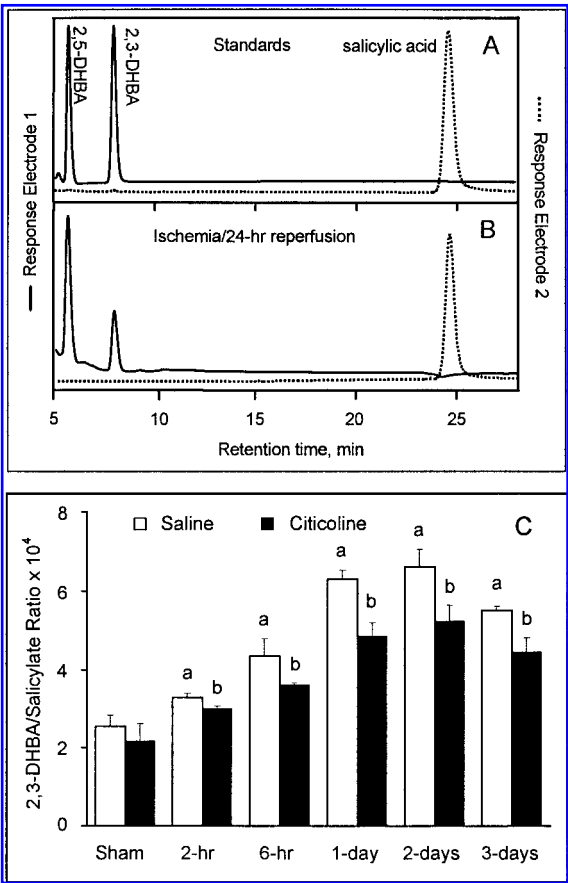 2,5-DHBA
2,3-DHBA
Standards
salicylic acid
A
Response Electrode 1
Response Electrode 2
Ischemia/24-hr reperfusion
B
5 10 15 20 25
Retention time, min
8
6
4
2
0
2,3-DHBA/Salicylate Ratio x 10⁴
Saline Citicoline
C
a b a b a b a b a b
Sham 2-hr 6-hr 1-day 2-days 3-days